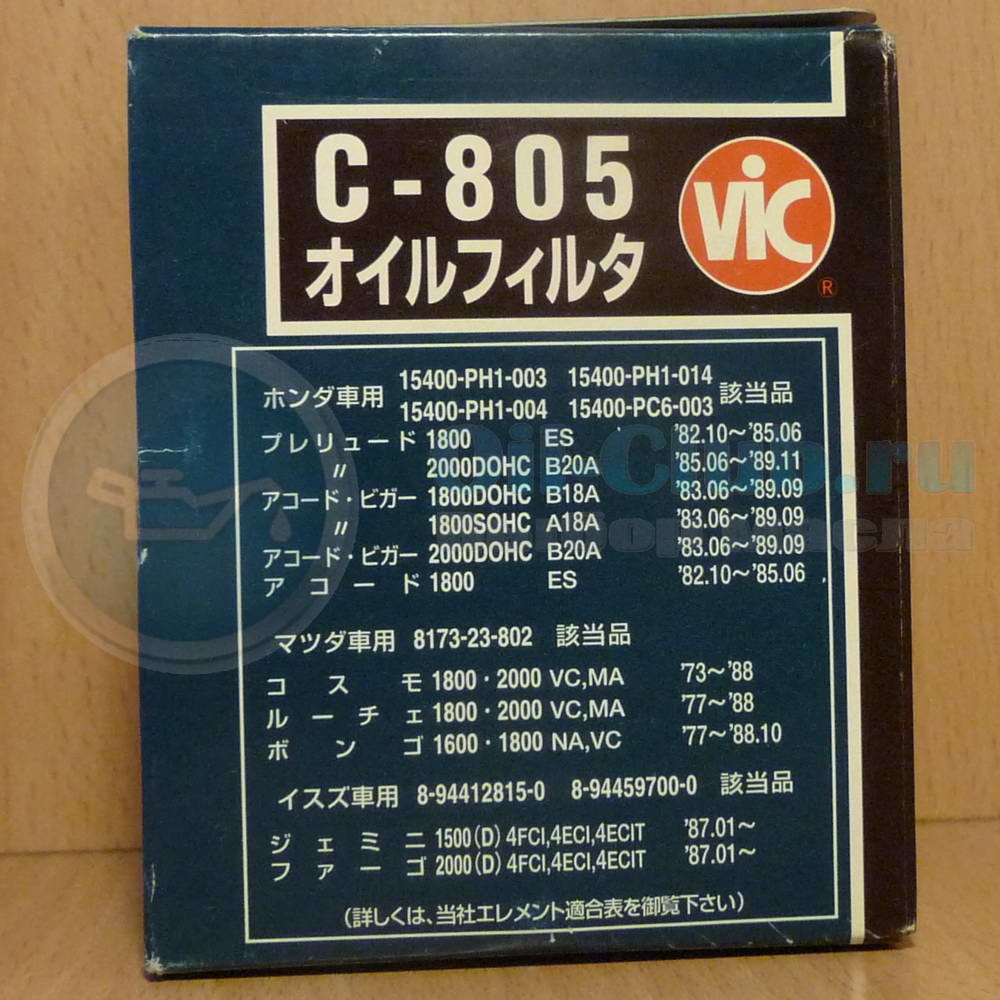 C-805
オイルフィルタ
ViC
®
ホンダ車用 15400-PH1-003 15400-PH1-014 該当品
15400-PH1-004 15400-PC6-003
プレリュード 1800 ES '82.10～'85.06
〃 2000DOHC B20A '85.06～'89.11
アコード・ビガー 1800DOHC B18A '83.06～'89.09
〃 1800SOHC A18A '83.06～'89.09
アコード・ビガー 2000DOHC B20A '83.06～'89.09
アコード 1800 ES '82.10～'85.06
マツダ車用 8173-23-802 該当品
コスモ 1800・2000 VC,MA '73～'88
ルーチェ 1800・2000 VC,MA '77～'88
ボンゴ 1600・1800 NA,VC '77～'88.10
イスズ車用 8-94412815-0 8-94459700-0 該当品
ジェミニ 1500(D) 4FCI,4ECI,4ECIT '87.01～
ファーゴ 2000(D) 4FCI,4ECI,4ECIT '87.01～
(詳しくは、当社エレメント適合表を御覧下さい)